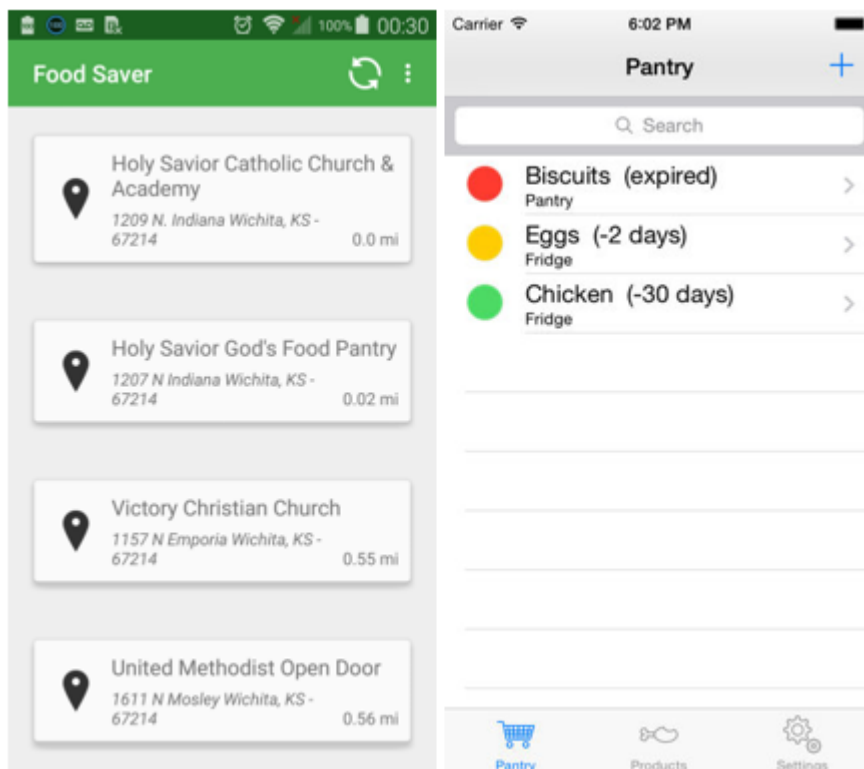 100% 00:30
Food Saver
Holy Savior Catholic Church &
Academy
1209 N. Indiana Wichita, KS -
67214 0.0 mi
Holy Savior God's Food Pantry
1207 N Indiana Wichita, KS -
67214 0.02 mi
Victory Christian Church
1157 N Emporia Wichita, KS -
67214 0.55 mi
United Methodist Open Door
1611 N Mosley Wichita, KS -
67214 0.56 mi
Carrier 6:02 PM
Pantry
Search
Biscuits (expired)
Pantry
Eggs (-2 days)
Fridge
Chicken (-30 days)
Fridge
Pantry Products Settings